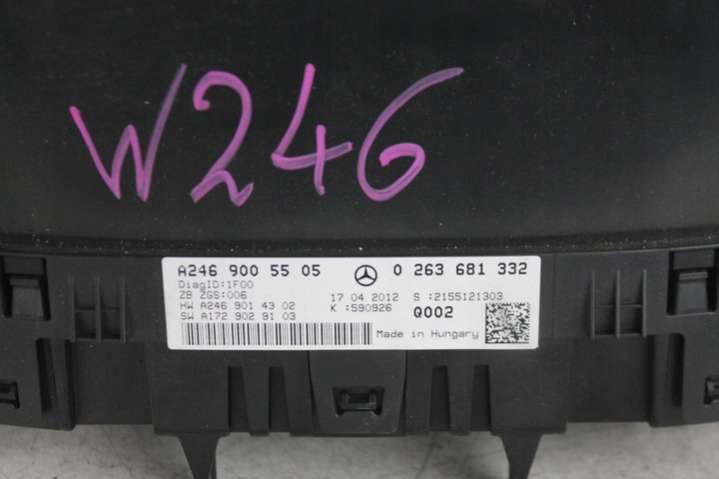 W246
A246 900 55 05 0 263 681 332
DiagID:1F00
ZB ZGS:006 17 04 2012 S :2155121303
HW A246 901 43 02 K :590926 Q002
SW A172 902 91 03 Made in Hungary